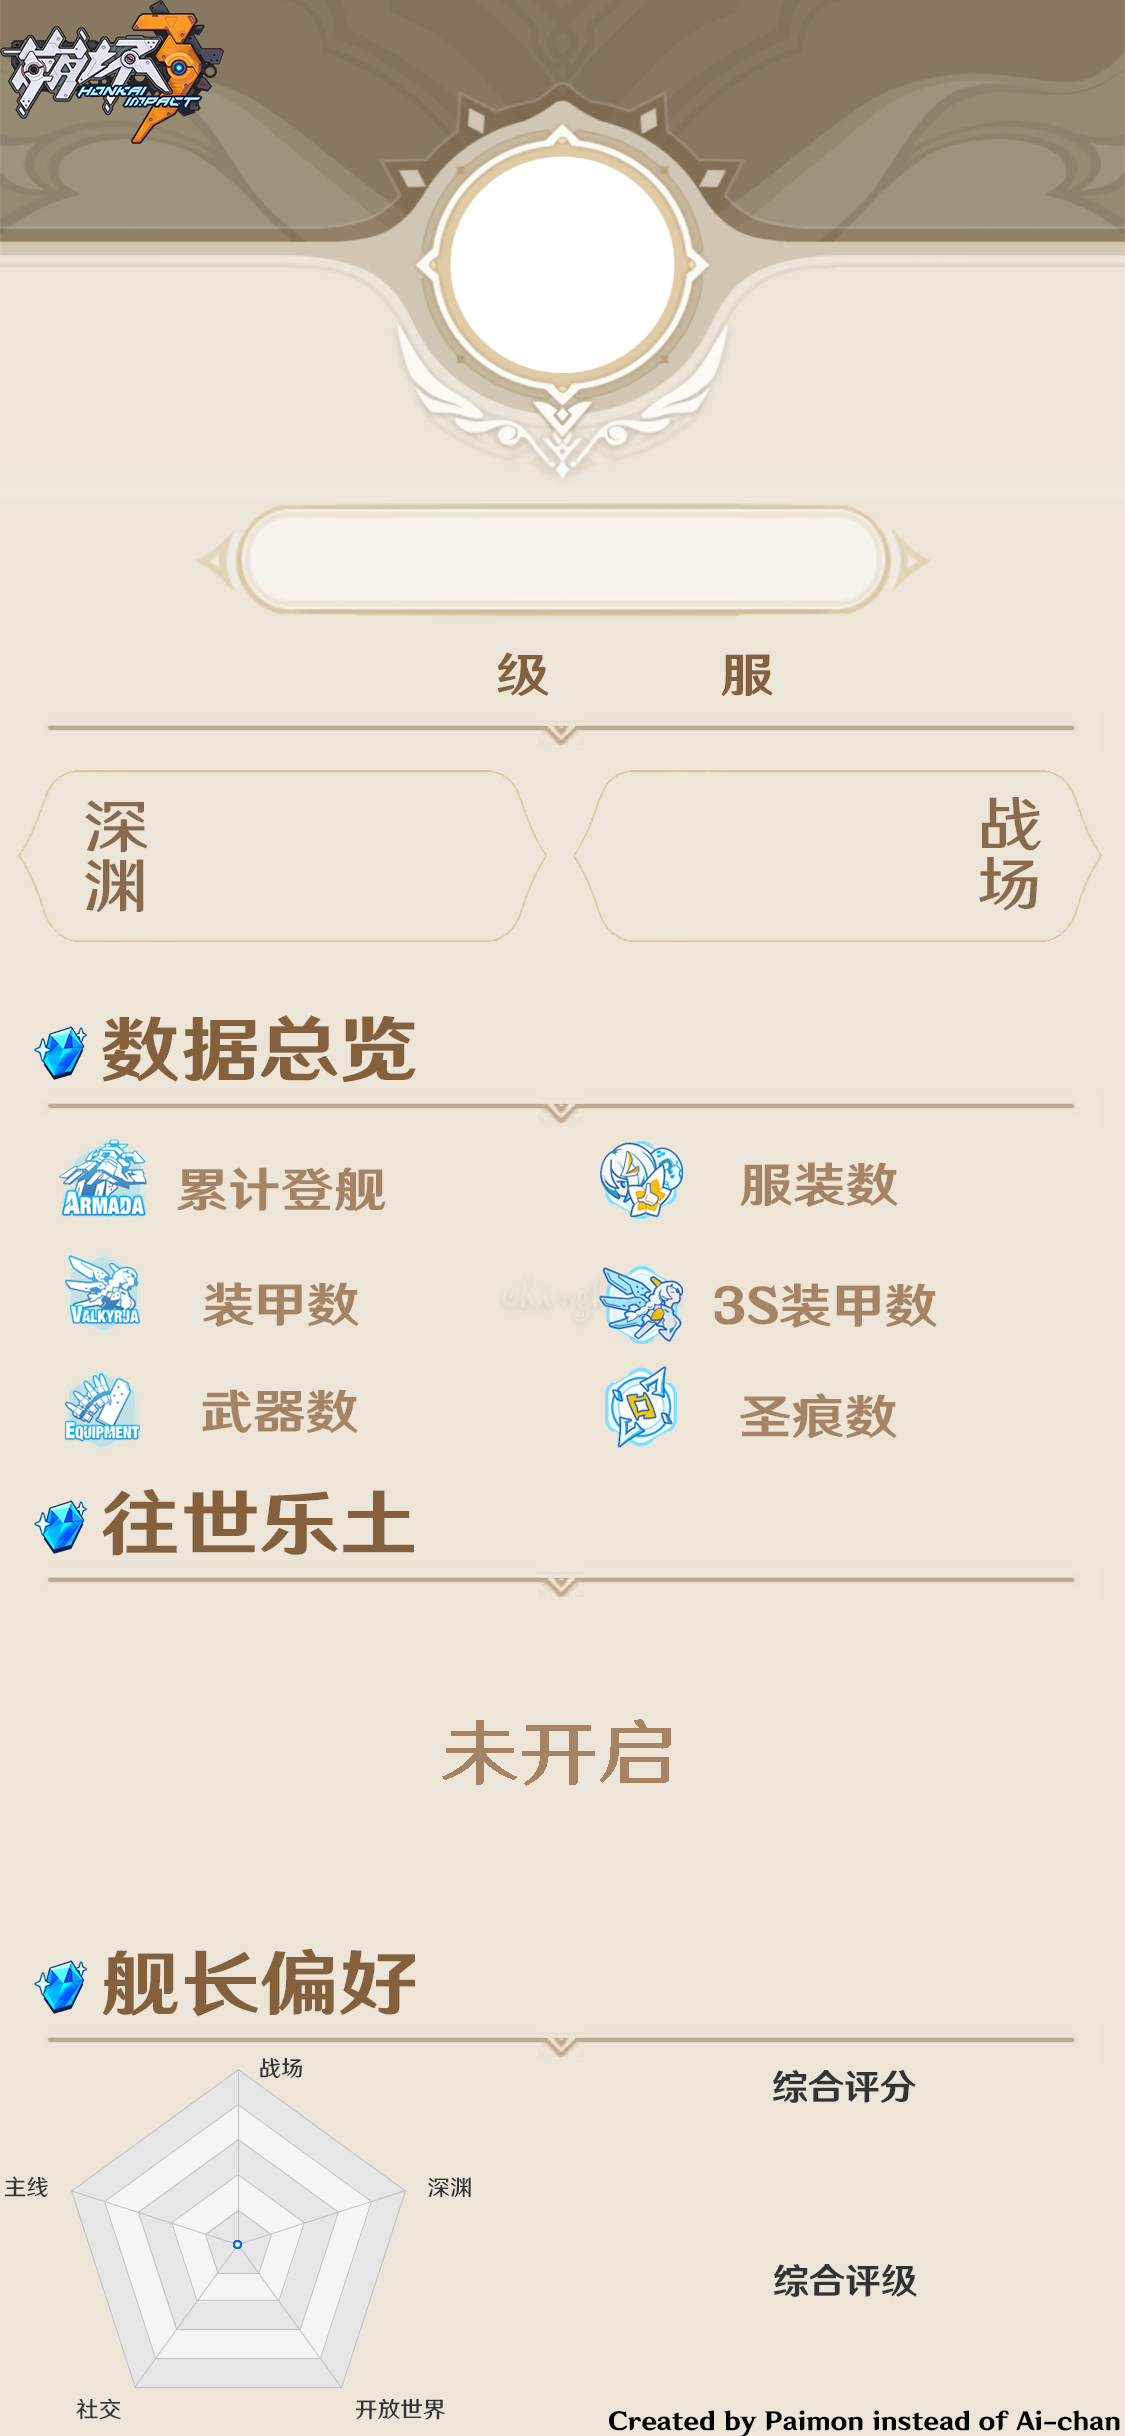 崩坏3
HONKAI
IMPACT
级 服
深渊
战场
数据总览
ARMADA 累计登舰
服装数
VALKYRJA 装甲数
3S装甲数
EQUIPMENT 武器数
圣痕数
往世乐土
未开启
舰长偏好
战场
综合评分
主线
深渊
综合评级
社交
开放世界
Created by Paimon instead of Ai-chan